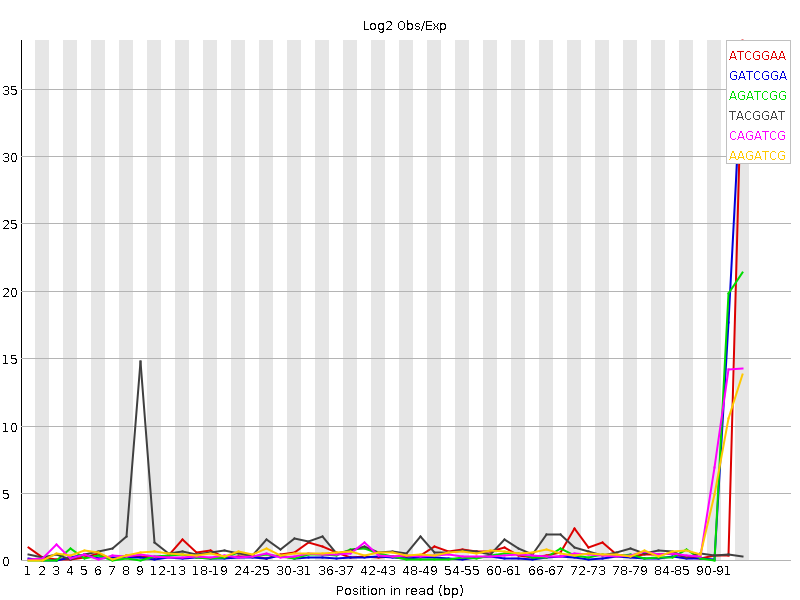 Log2 Obs/Exp
ATCGGAA
GATCGGA
AGATCGG
TACGGAT
CAGATCG
AAGATCG
35
30
25
20
15
10
5
0
1 2 3 4 5 6 7 8 9 12-13 18-19 24-25 30-31 36-37 42-43 48-49 54-55 60-61 66-67 72-73 78-79 84-85 90-91
Position in read (bp)